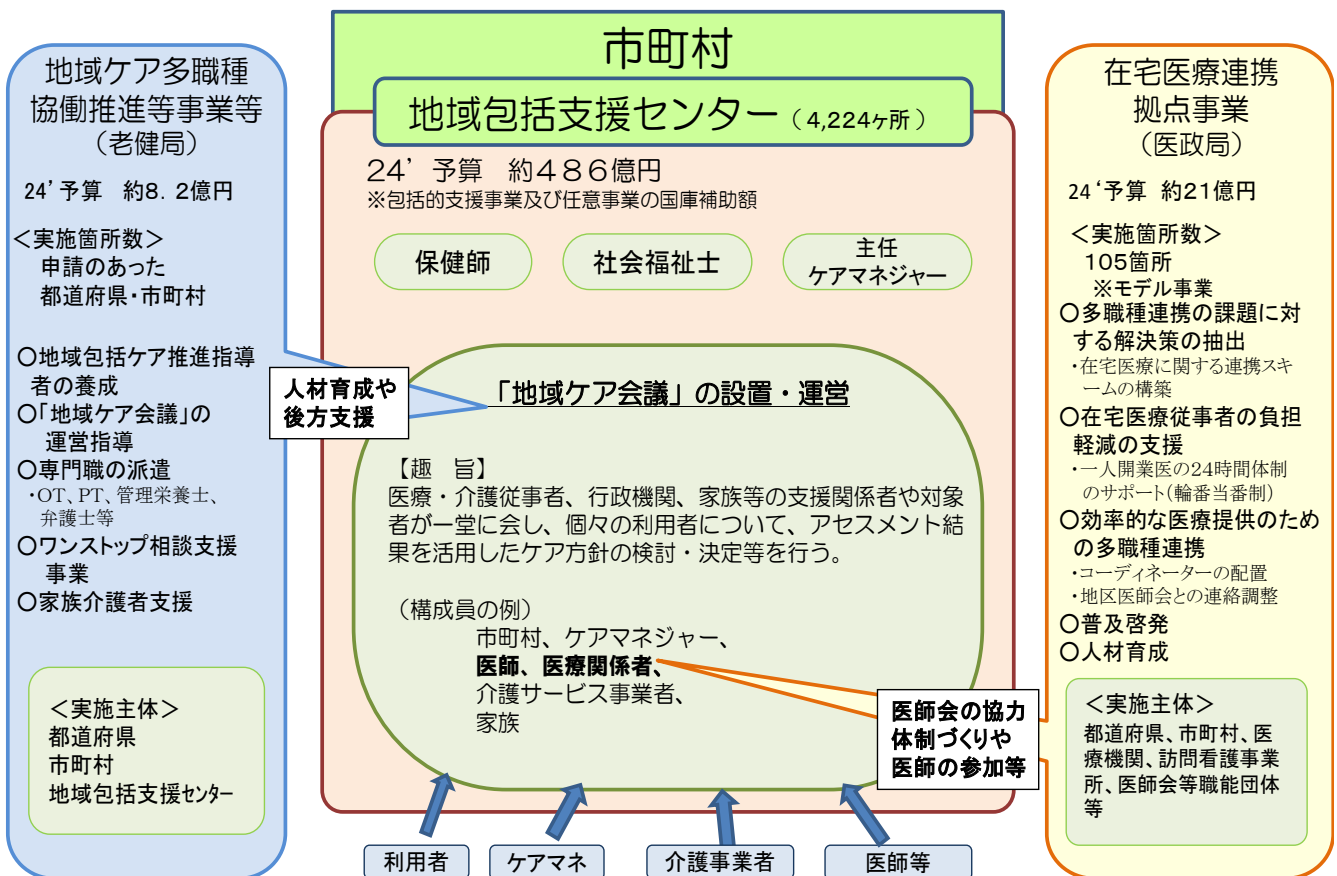 地域ケア多職種
協働推進等事業等
（老健局）
24’予算　約8．2億円
＜実施箇所数＞
申請のあった
都道府県・市町村
○地域包括ケア推進指導
者の養成
○「地域ケア会議」の
運営指導
○専門職の派遣
・OT、PT、管理栄養士、
弁護士等
○ワンストップ相談支援
事業
○家族介護者支援
＜実施主体＞
都道府県
市町村
地域包括支援ｾﾝﾀｰ
人材育成や
後方支援
市町村
地域包括支援センター（4,224ヶ所）
24’予算　約４８６億円
※包括的支援事業及び任意事業の国庫補助額
保健師
社会福祉士
主任
ケアマネジャー
「地域ケア会議」の設置・運営
【趣　旨】
医療・介護従事者、行政機関、家族等の支援関係者や対象
者が一堂に会し、個々の利用者について、アセスメント結
果を活用したケア方針の検討・決定等を行う。
（構成員の例）
市町村、ケアマネジャー、
医師、医療関係者、
介護サービス事業者、
家族
医師会の協力
体制づくりや
医師の参加等
利用者
ケアマネ
介護事業者
医師等
在宅医療連携
拠点事業
（医政局）
24‘予算　約21億円
＜実施箇所数＞
105箇所
※モデル事業
○多職種連携の課題に対
する解決策の抽出
・在宅医療に関する連携スキ
ームの構築
○在宅医療従事者の負担
軽減の支援
・一人開業医の24時間体制
のサポート（輪番当番制）
○効率的な医療提供のため
の多職種連携
・コーディネーターの配置
・地区医師会との連絡調整
○普及啓発
○人材育成
＜実施主体＞
都道府県、市町村、医
療機関、訪問看護事業
所、医師会等職能団体
等